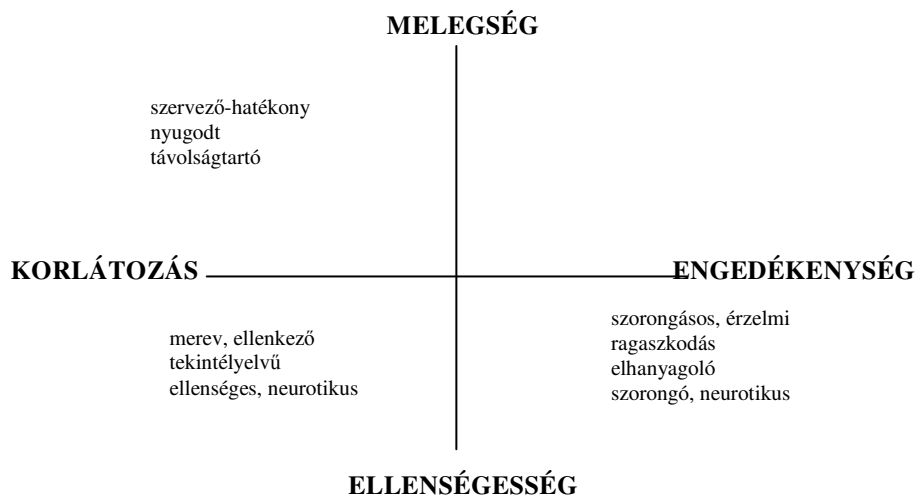 MELEGSÉG
szervező-hatékony
nyugodt
távolságtartó
KORLÁTOZÁS
ENGEDÉKENYSÉG
merev, ellenkező
tekintélyelvű
ellenséges, neurotikus
szorongásos, érzelmi
ragaszkodás
elhanyagoló
szorongó, neurotikus
ELLENSÉGESSÉG